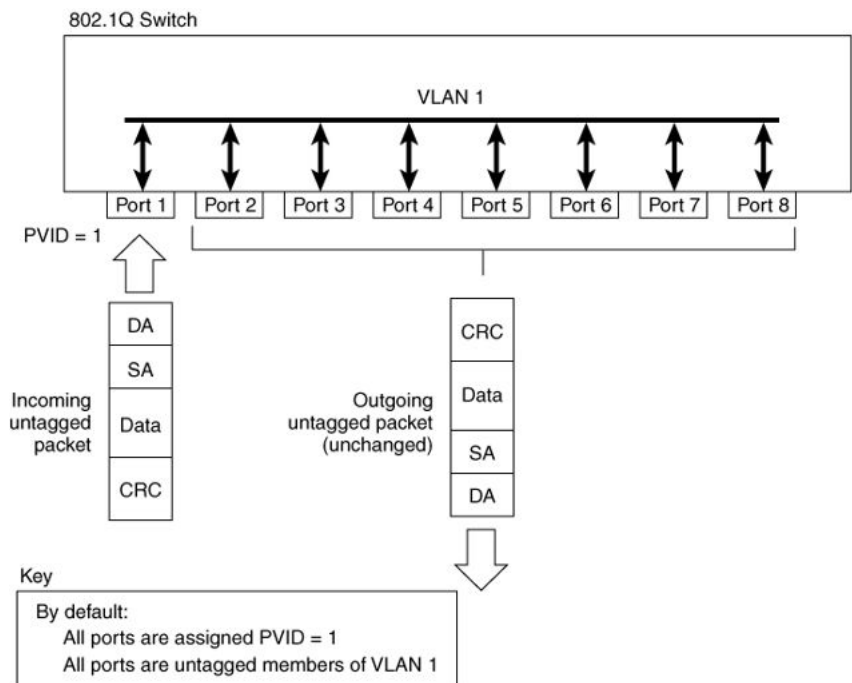 802.1Q Switch
VLAN 1
Port 1 Port 2 Port 3 Port 4 Port 5 Port 6 Port 7 Port 8
PVID = 1
DA
SA
Data
CRC
Incoming
untagged
packet
CRC
Data
SA
DA
Outgoing
untagged packet
(unchanged)
Key
By default:
All ports are assigned PVID = 1
All ports are untagged members of VLAN 1